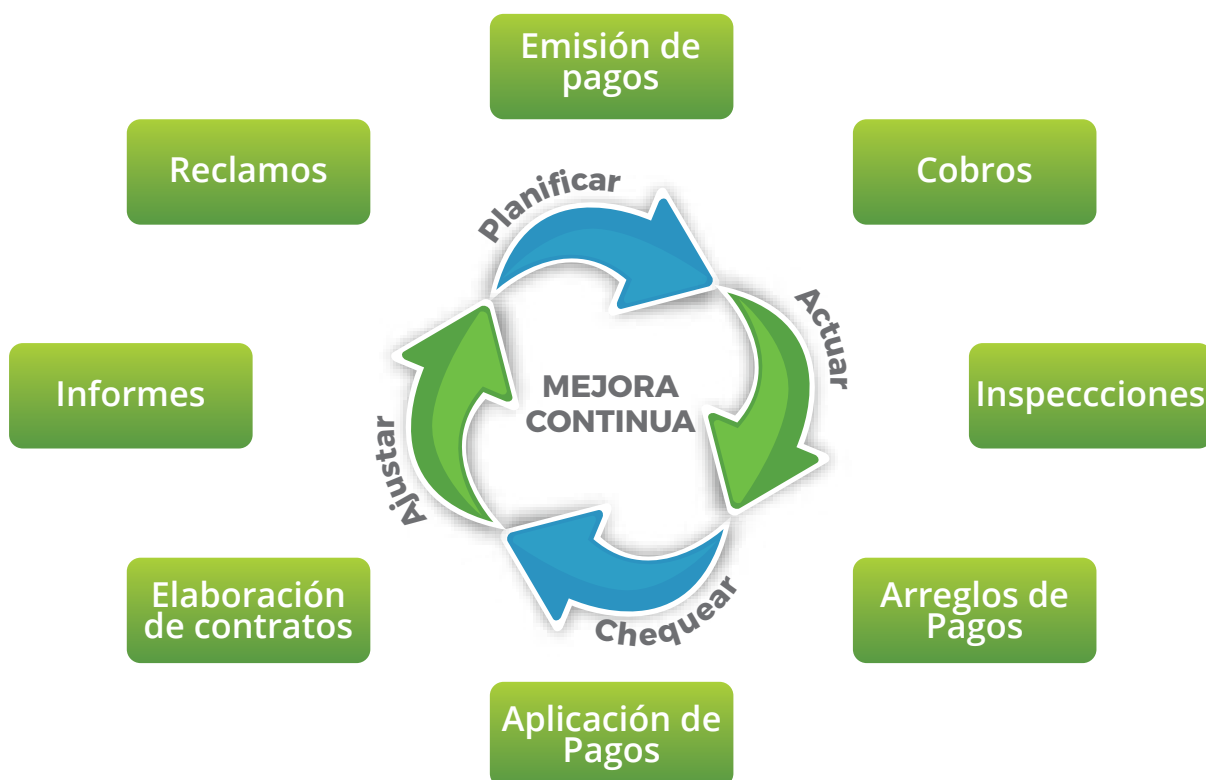 Emisión de
pagos
Reclamos
Cobros
Planificar
Actuar
Informes
MEJORA
CONTINUA
Inspeccciones
Ajustar
Elaboración
de contratos
Chequear
Arreglos de
Pagos
Aplicación de
Pagos